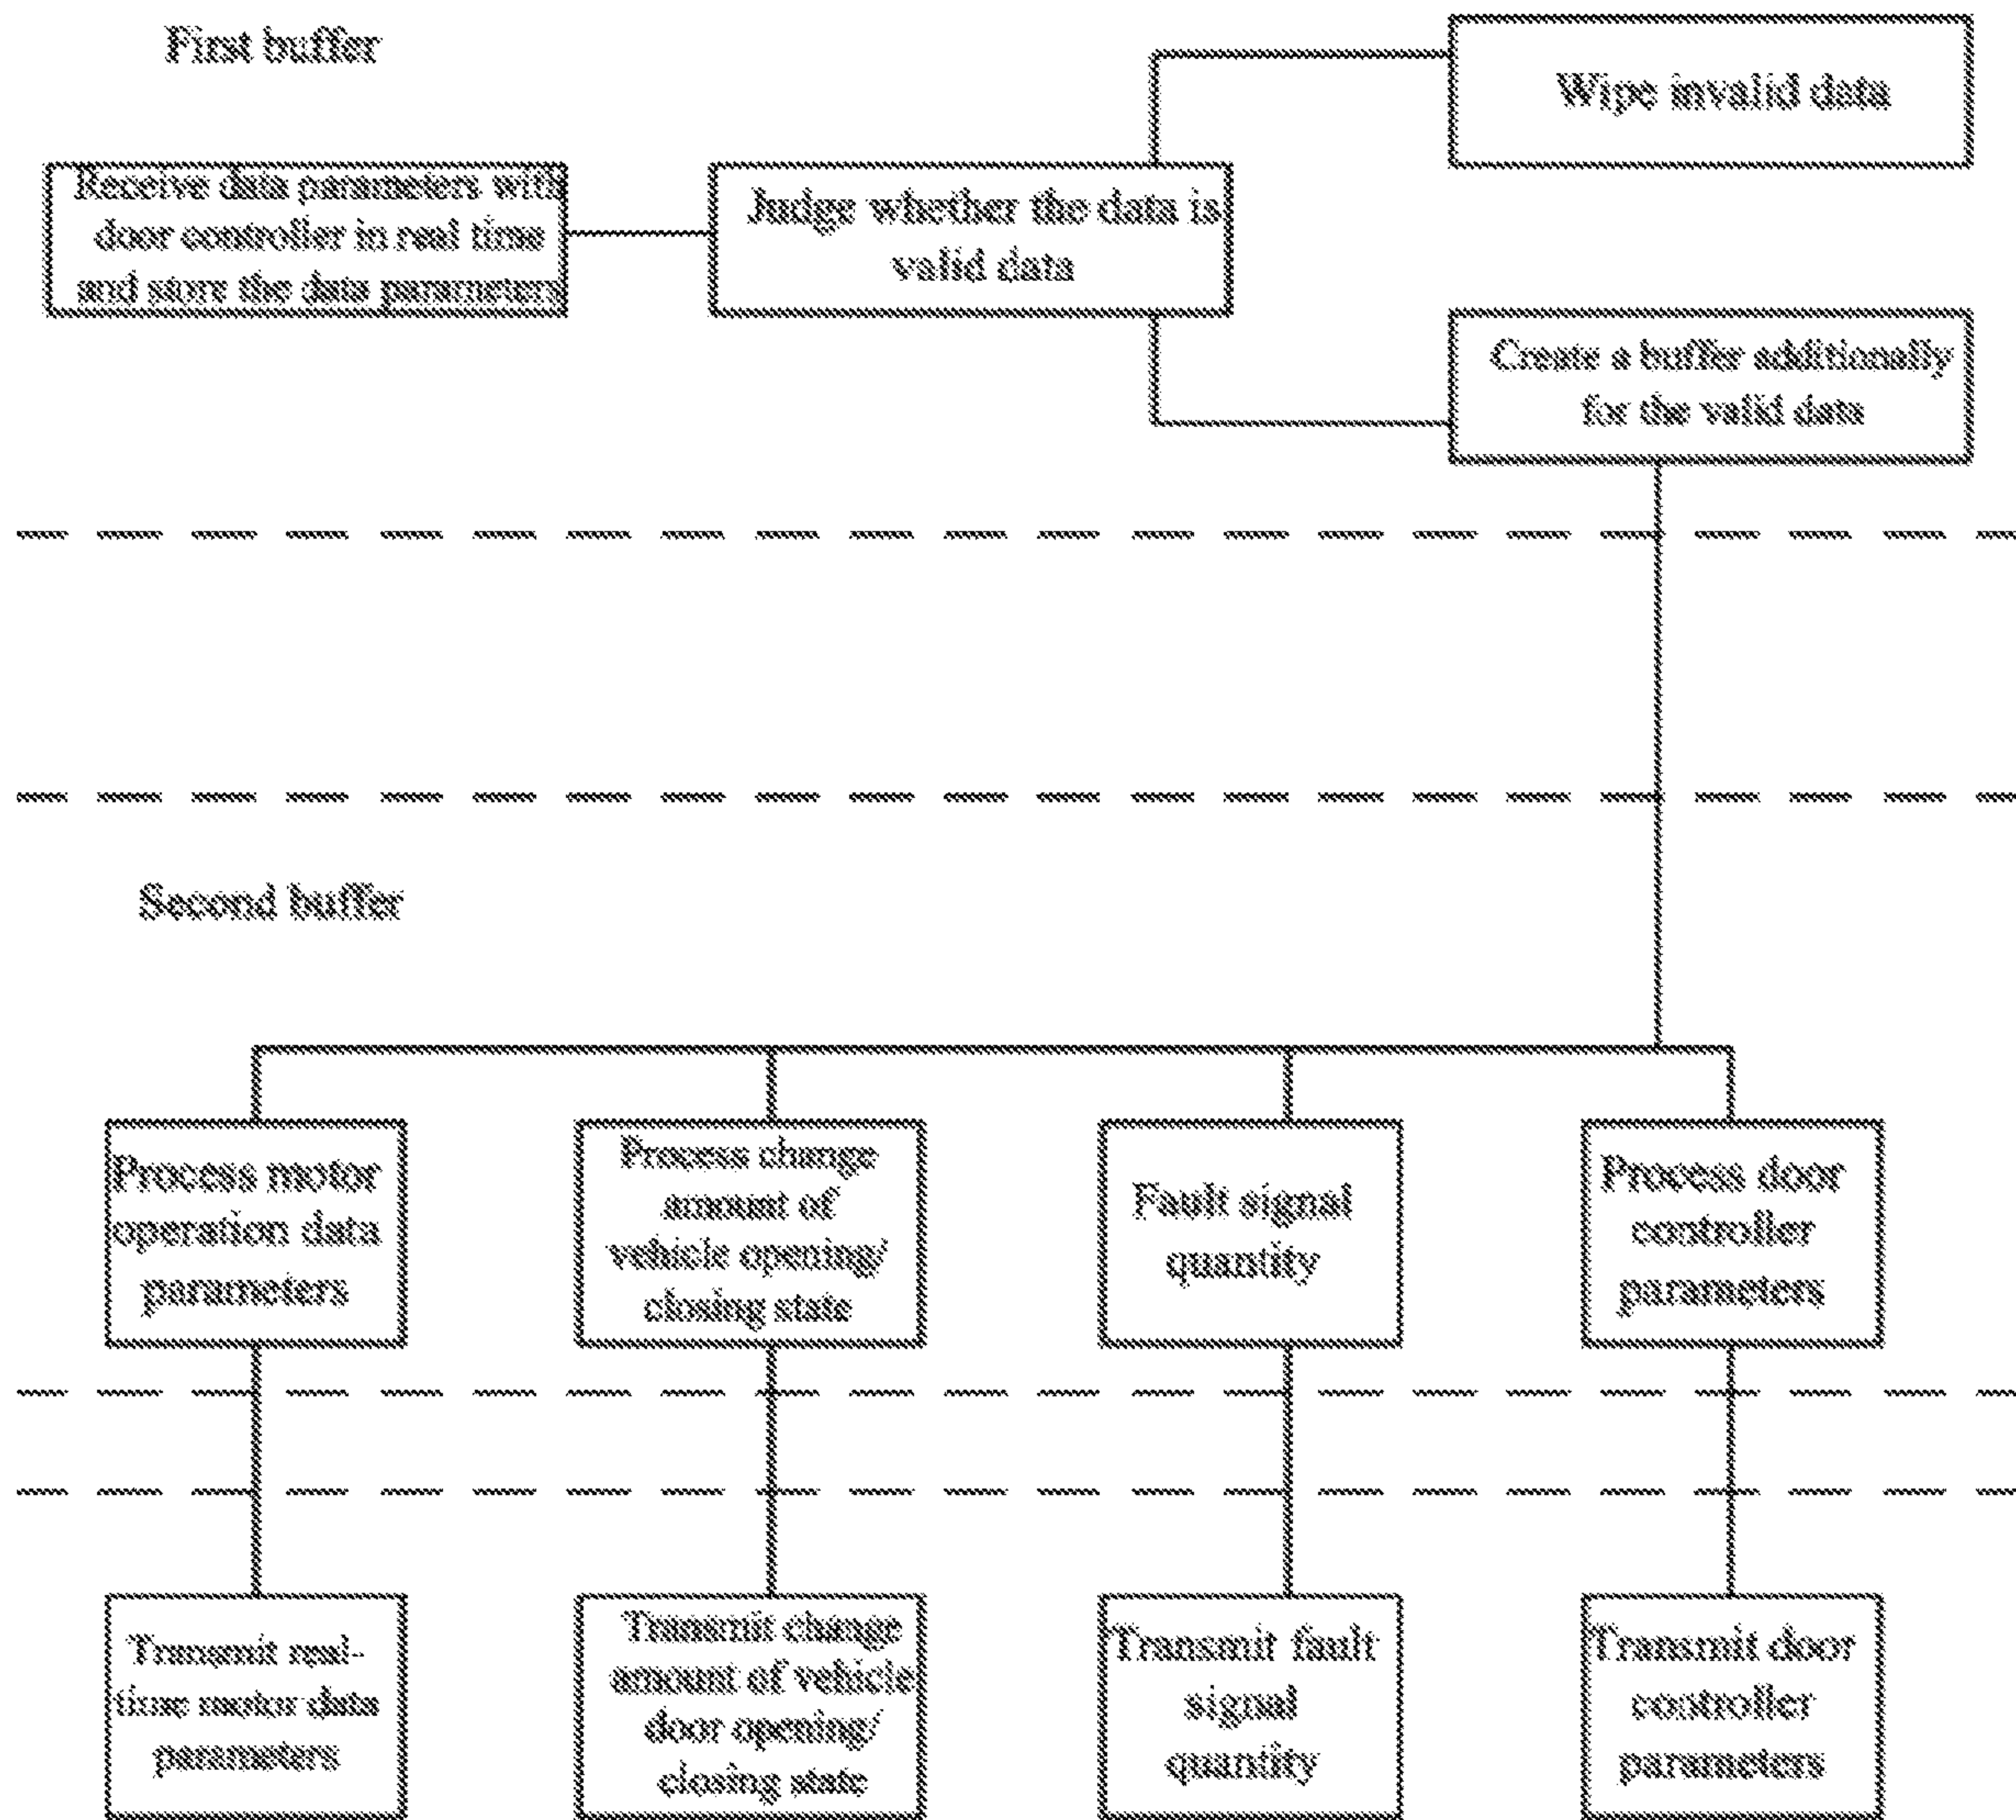 First buffer
Wipe invalid data
Receive data parameters with
door controller in real time
and store the data parameters
Judge whether the data is
valid data
Create a buffer additionally
for the valid data
Second buffer
Process motor
operation data
parameters
Process change
amount of
vehicle opening/
closing state
Fault signal
quantity
Process door
controller
parameters
Transmit real-
time motor data
parameters
Transmit change
amount of vehicle
door opening/
closing state
Transmit fault
signal
quantity
Transmit door
controller
parameters